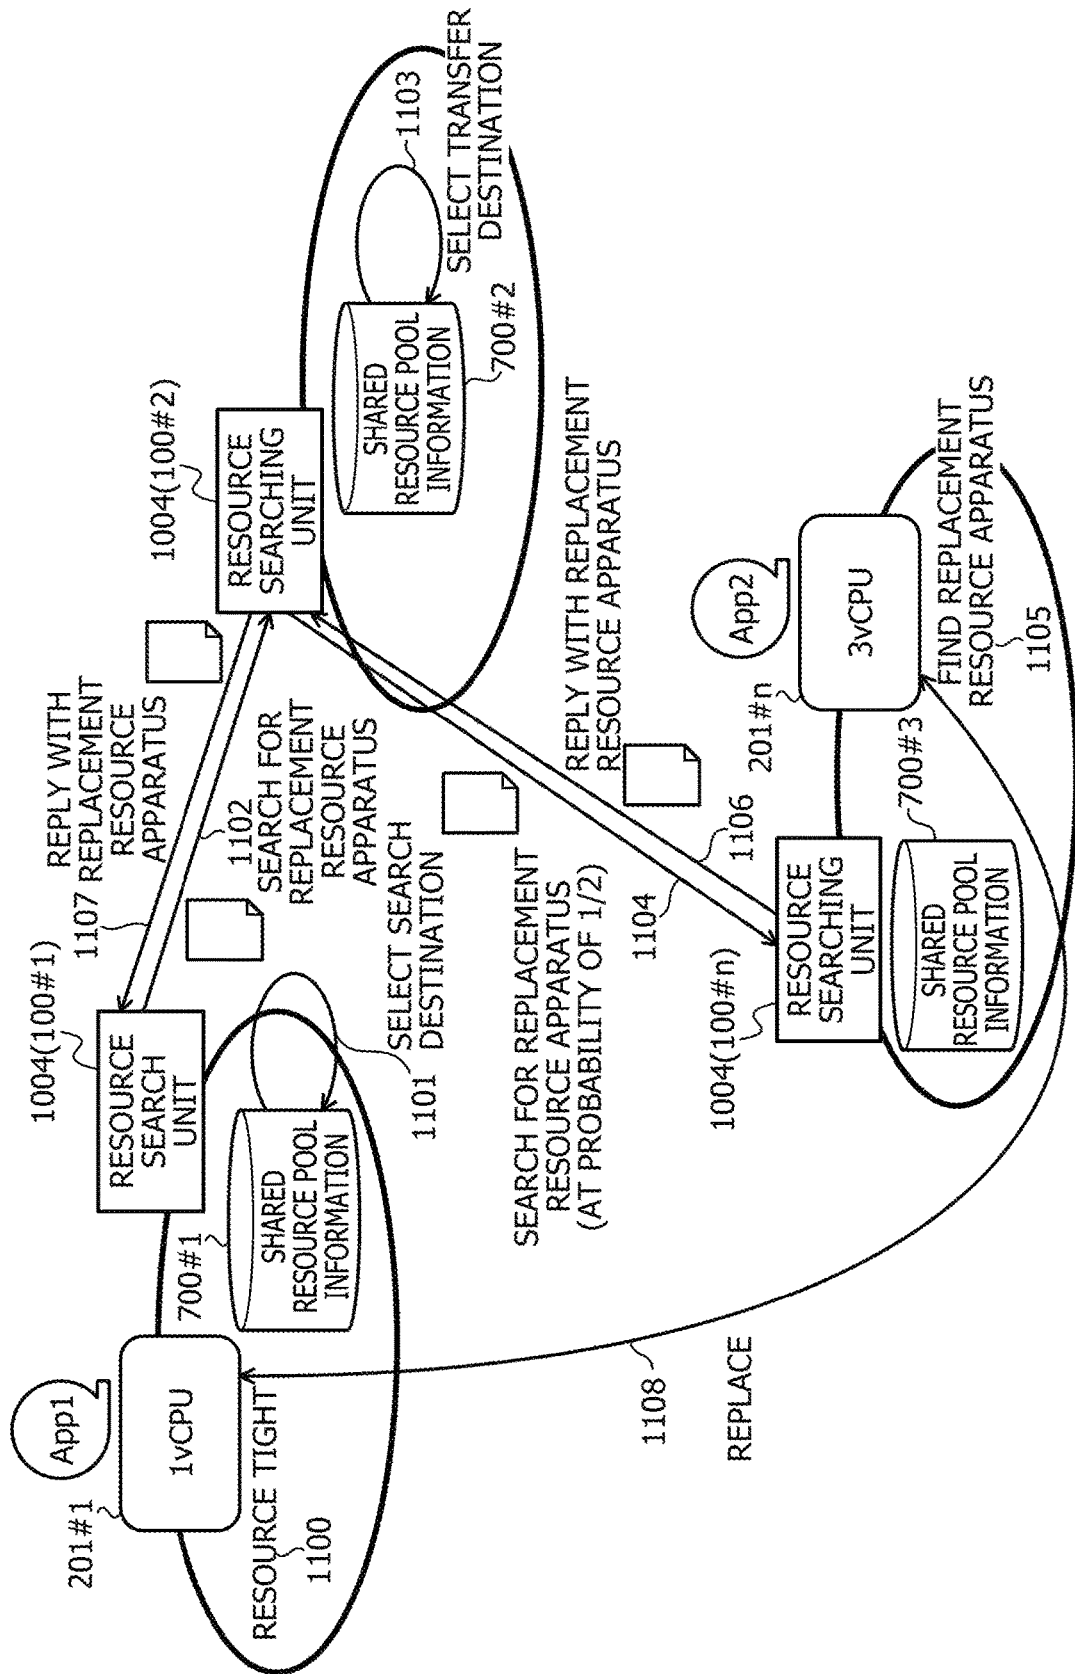 App1
201#1
1vCPU
RESOURCE TIGHT
1100
700#1
SHARED
RESOURCE POOL
INFORMATION
1004(100#1)
RESOURCE
SEARCH
UNIT
1101
SELECT SEARCH
DESTINATION
1107
REPLY WITH
REPLACEMENT
RESOURCE
APPARATUS
1102
SEARCH FOR
REPLACEMENT
RESOURCE
APPARATUS
1004(100#2)
RESOURCE
SEARCHING
UNIT
SHARED
RESOURCE POOL
INFORMATION
700#2
1103
SELECT TRANSFER
DESTINATION
SEARCH FOR REPLACEMENT
RESOURCE APPARATUS
(AT PROBABILITY OF 1/2)
1104
1106
REPLY WITH REPLACEMENT
RESOURCE APPARATUS
1004(100#n)
RESOURCE
SEARCHING
UNIT
SHARED
RESOURCE POOL
INFORMATION
700#3
201#n
App2
3vCPU
FIND REPLACEMENT
RESOURCE APPARATUS
1105
1108
REPLACE